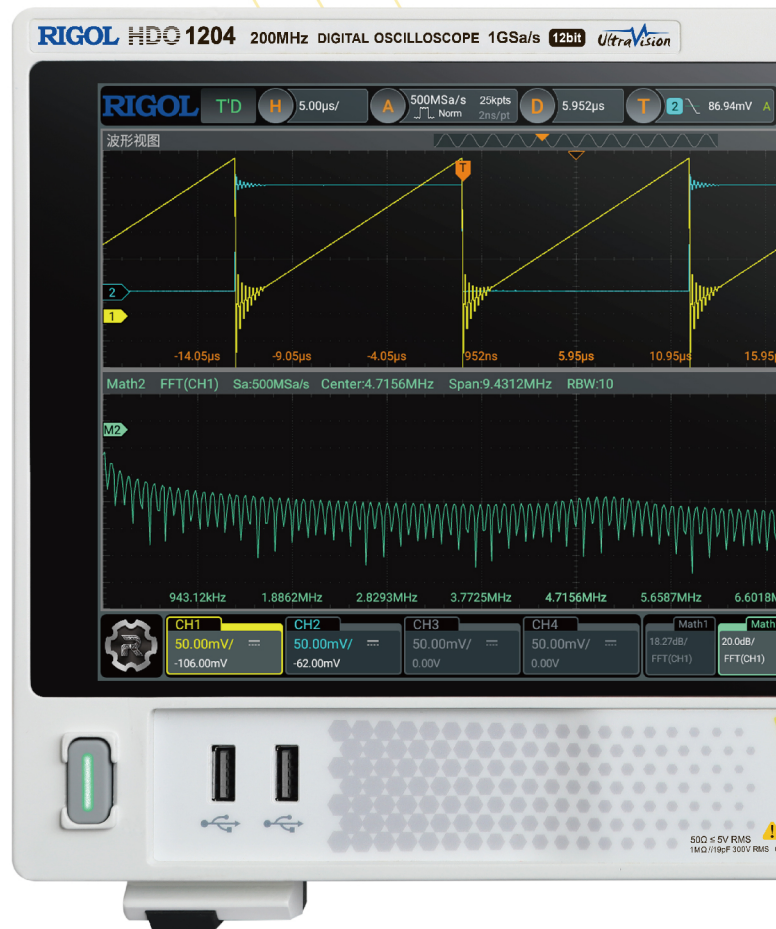 RIGOL HDO 1204 200MHz DIGITAL OSCILLOSCOPE 1GSa/s 12bit UltraVision
RIGOL T'D H 5.00μs/ A 500MSa/s 25kpts Norm 2ns/pt D 5.952μs T 2 86.94mV A
波形视图
T
2
1
-14.05μs -9.05μs -4.05μs 952ns 5.95μs 10.95μs 15.95μ
Math2 FFT(CH1) Sa:500MSa/s Center:4.7156MHz Span:9.4312MHz RBW:10
M2
943.12kHz 1.8862MHz 2.8293MHz 3.7725MHz 4.7156MHz 5.6587MHz 6.6018M
CH1 CH2 CH3 CH4 Math1 Math
50.00mV/ 50.00mV/ 50.00mV/ 50.00mV/ 18.27dB/ 20.0dB/
-106.00mV -62.00mV 0.00V 0.00V FFT(CH1) FFT(CH1)
50Ω ≤ 5V RMS
1MΩ//19pF 300V RMS